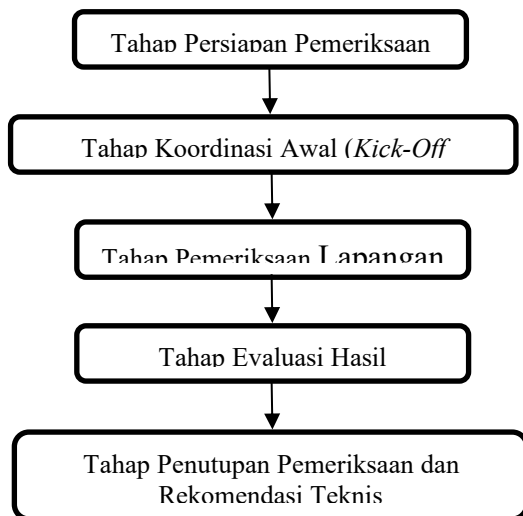 Tahap Persiapan Pemeriksaan
Tahap Koordinasi Awal (Kick-Off
Tahap Pemeriksaan Lapangan
Tahap Evaluasi Hasil
Tahap Penutupan Pemeriksaan dan
Rekomendasi Teknis